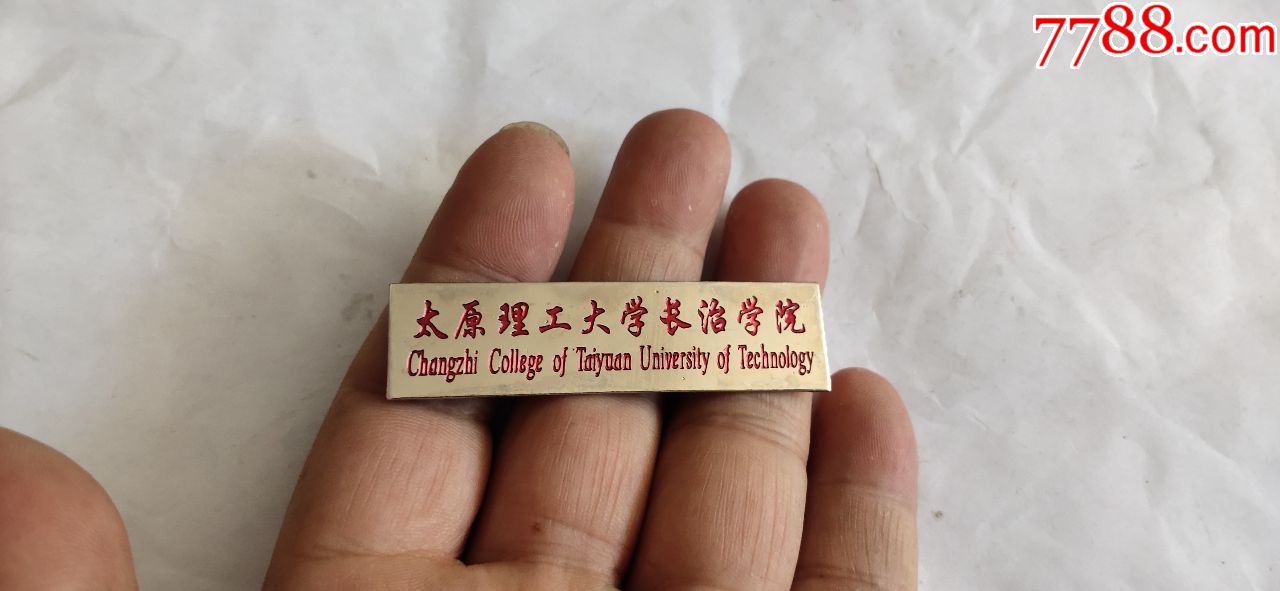 7788.com
太原理工大学长治学院
Changzhi College of Taiyuan University of Technology